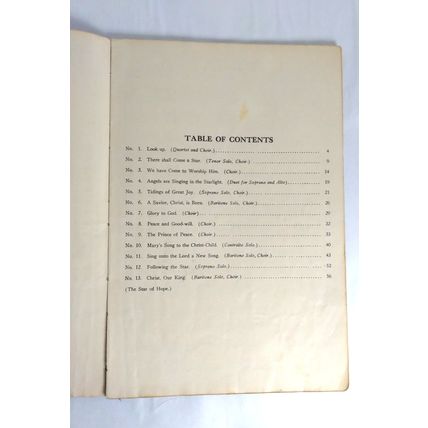 TABLE OF CONTENTS
No. 1. Look up. (Quartet and Choir.) 4
No. 2. There shall Come a Star. (Tenor Solo, Choir.) 9
No. 3. We have Come to Worship Him. (Choir.) 14
No. 4. Angels are Singing in the Starlight. (Duet for Soprano and Alto) 19
No. 5. Tidings of Great Joy. (Soprano Solo, Choir.) 21
No. 6. A Savior, Christ, is Born. (Baritone Solo, Choir.) 26
No. 7. Glory to God. (Choir) 29
No. 8. Peace and Good-will. (Choir.) 32
No. 9. The Prince of Peace. (Choir.) 35
No. 10. Mary's Song to the Christ-Child. (Contralto Solo.) 40
No. 11. Sing unto the Lord a New Song. (Baritone Solo, Choir.) 43
No. 12. Following the Star. (Soprano Solo.) 52
No. 13. Christ, Our King. (Baritone Solo, Choir.) 56
(The Star of Hope.)